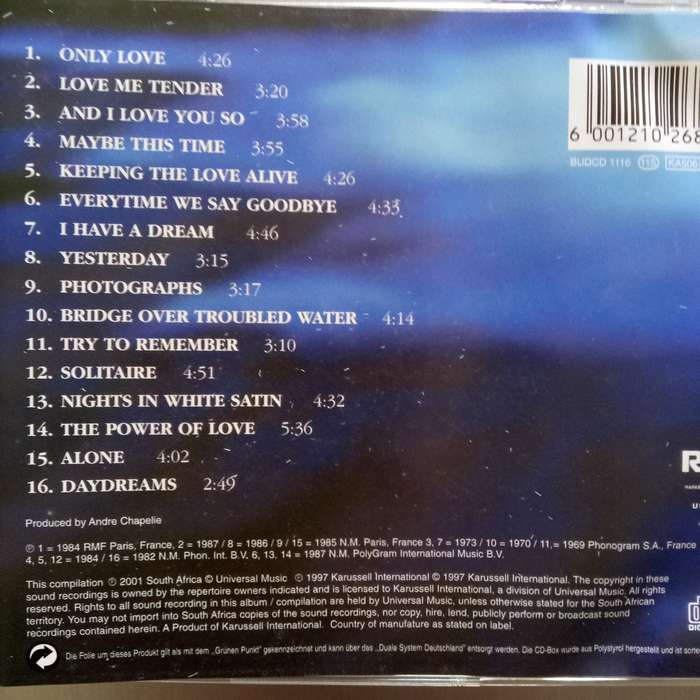 1. ONLY LOVE 4:26
2. LOVE ME TENDER 3:20
3. AND I LOVE YOU SO 3:58
4. MAYBE THIS TIME 3:55
5. KEEPING THE LOVE ALIVE 4:26
6. EVERYTIME WE SAY GOODBYE 4:33
7. I HAVE A DREAM 4:46
8. YESTERDAY 3:15
9. PHOTOGRAPHS 3:17
10. BRIDGE OVER TROUBLED WATER 4:14
11. TRY TO REMEMBER 3:10
12. SOLITAIRE 4:51
13. NIGHTS IN WHITE SATIN 4:32
14. THE POWER OF LOVE 5:36
15. ALONE 4:02
16. DAYDREAMS 2:49
6 001210 268
BUDCD 1116 115 KA506
Produced by Andre Chapelie
℗ 1 = 1984 RMF Paris, France, 2 = 1987 / 8 = 1986 / 9 / 15 = 1985 N.M. Paris, France 3, 7 = 1973 / 10 = 1970 / 11,= 1969 Phonogram S.A., France
4, 5, 12 = 1984 / 16 = 1982 N.M. Phon. Int. B.V. 6, 13, 14 = 1987 N.M. PolyGram International Music B.V.
This compilation ℗ 2001 South Africa © Universal Music ℗ 1997 Karussell International © 1997 Karussell International. The copyright in these
sound recordings is owned by the repertoire owners indicated and is licensed to Karussell International, a division of Universal Music. All rights
reserved. Rights to all sound recording in this album / compilation are held by Universal Music, unless otherwise stated for the South African
territory. You may not import into South Africa copies of the sound recordings, nor copy, hire, lend, publicly perform or broadcast sound
recordings contained herein. A Product of Karussell International. Country of manufature as stated on label.
Die Folie um dieses Produkt gilt als mit dem „Grünen Punkt" gekennzeichnet und kann über das „Duala System Deutschland" entsorgt werden. Die CD-Box wurde aus Polystyrol hergestellt und ist sorte